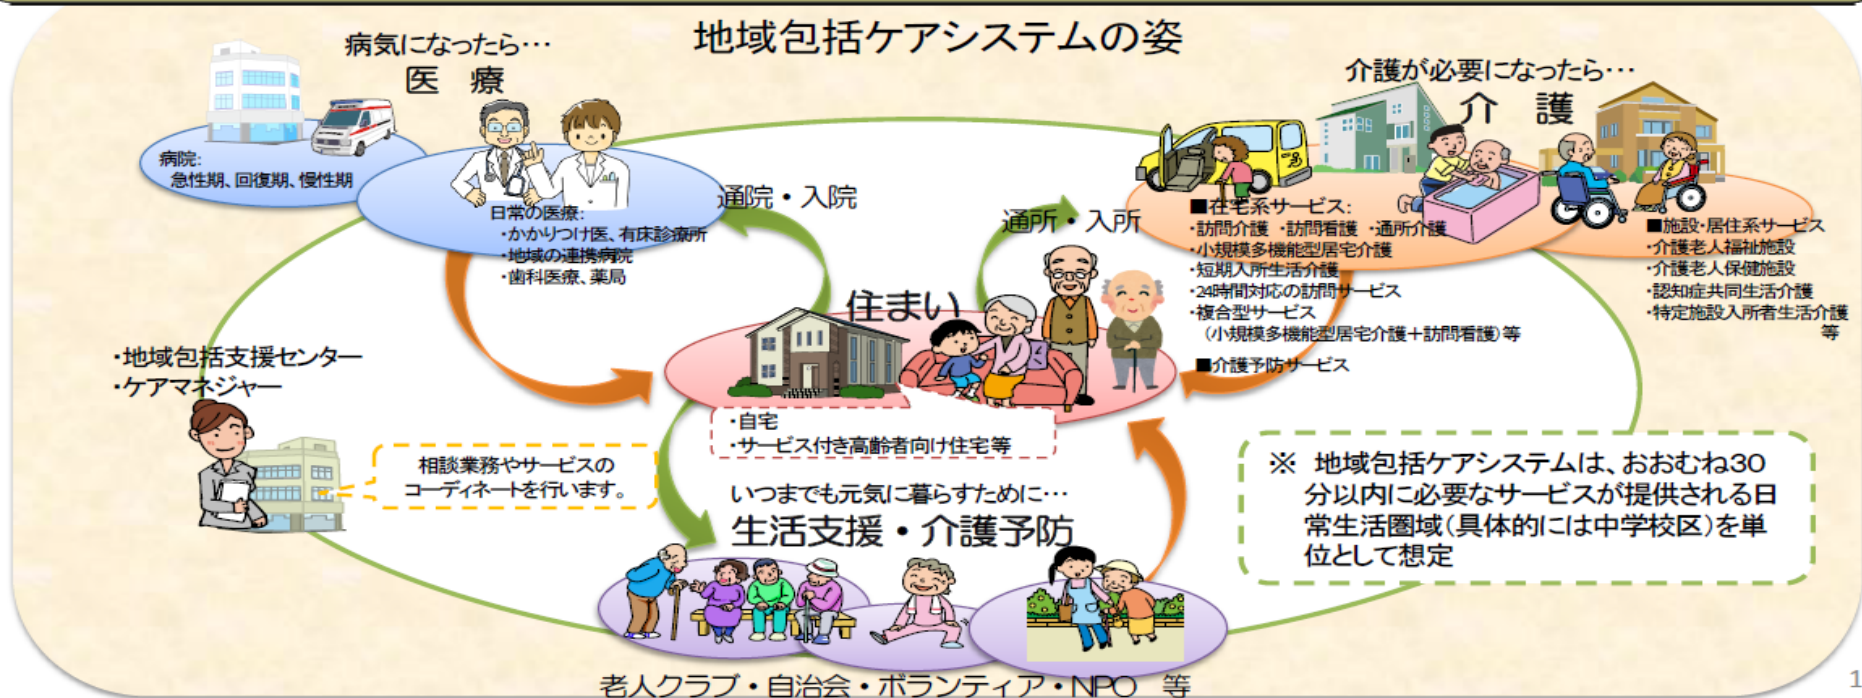 地域包括ケアシステムの姿
病気になったら…
医 療
病院:
急性期、回復期、慢性期
日常の医療:
・かかりつけ医、有床診療所
・地域の連携病院
・歯科医療、薬局
通院・入院
通所・入所
介護が必要になったら…
介 護
■在宅系サービス:
・訪問介護 ・訪問看護 ・通所介護
・小規模多機能型居宅介護
・短期入所生活介護
・24時間対応の訪問サービス
・複合型サービス
(小規模多機能型居宅介護+訪問看護)等
■介護予防サービス
■施設・居住系サービス
・介護老人福祉施設
・介護老人保健施設
・認知症共同生活介護
・特定施設入所者生活介護
等
住まい
・自宅
・サービス付き高齢者向け住宅等
・地域包括支援センター
・ケアマネジャー
相談業務やサービスの
コーディネートを行います。
いつまでも元気に暮らすために…
生活支援・介護予防
老人クラブ・自治会・ボランティア・NPO 等
※ 地域包括ケアシステムは、おおむね30
分以内に必要なサービスが提供される日
常生活圏域(具体的には中学校区)を単
位として想定
1